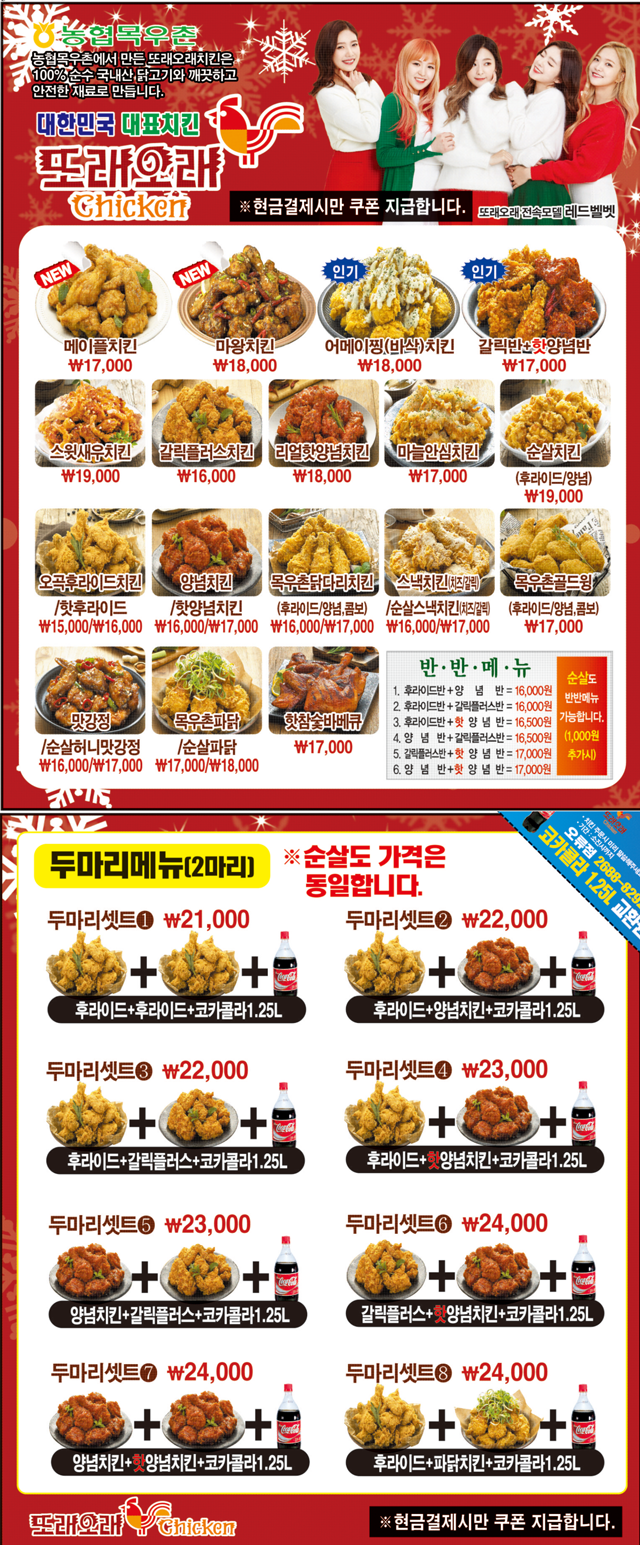 농협목우촌
농협목우촌에서 만든 또래오래치킨은
100% 순수 국내산 닭고기와 깨끗하고
안전한 재료로 만듭니다.
대한민국 대표치킨
또래오래
Chicken
※현금결제시만 쿠폰 지급합니다.
또래오래 전속모델 레드벨벳
NEW
NEW
인기
인기
메이플치킨
마왕치킨
어메이찡(바삭)치킨
갈릭반+핫양념반
₩17,000
₩18,000
₩18,000
₩17,000
스윗새우치킨
갈릭플러스치킨
리얼핫양념치킨
마늘안심치킨
순살치킨
(후라이드/양념)
₩19,000
₩16,000
₩18,000
₩17,000
₩19,000
오곡후라이드치킨
/핫후라이드
₩15,000/₩16,000
양념치킨
/핫양념치킨
₩16,000/₩17,000
목우촌닭다리치킨
(후라이드/양념,콤보)
₩16,000/₩17,000
스낵치킨(치즈/갈릭)
/순살스낵치킨(치즈/갈릭)
₩16,000/₩17,000
목우촌골드윙
(후라이드/양념,콤보)
₩17,000
맛강정
/순살허니맛강정
₩16,000/₩17,000
목우촌파닭
/순살파닭
₩17,000/₩18,000
핫참숯바베큐
₩17,000
반·반·메·뉴
1. 후라이드반+양 념 반=16,000원
2. 후라이드반+갈릭플러스반=16,000원
3. 후라이드반+핫 양 념 반=16,500원
4. 양 념 반+갈릭플러스반=16,500원
5. 갈릭플러스반+핫 양 념 반=17,000원
6. 양 념 반+핫 양 념 반=17,000원
순살도
반반메뉴
가능합니다.
(1,000원
추가시)
두마리메뉴(2마리)
※순살도 가격은
동일합니다.
오류점 2688-829
코카콜라 1.25L 교환
두마리셋트❶ ₩21,000
후라이드+후라이드+코카콜라1.25L
두마리셋트❷ ₩22,000
후라이드+양념치킨+코카콜라1.25L
두마리셋트❸ ₩22,000
후라이드+갈릭플러스+코카콜라1.25L
두마리셋트❹ ₩23,000
후라이드+핫양념치킨+코카콜라1.25L
두마리셋트❺ ₩23,000
양념치킨+갈릭플러스+코카콜라1.25L
두마리셋트❻ ₩24,000
갈릭플러스+핫양념치킨+코카콜라1.25L
두마리셋트❼ ₩24,000
양념치킨+핫양념치킨+코카콜라1.25L
두마리셋트❽ ₩24,000
후라이드+파닭치킨+코카콜라1.25L
또래오래 Chicken
※현금결제시만 쿠폰 지급합니다.